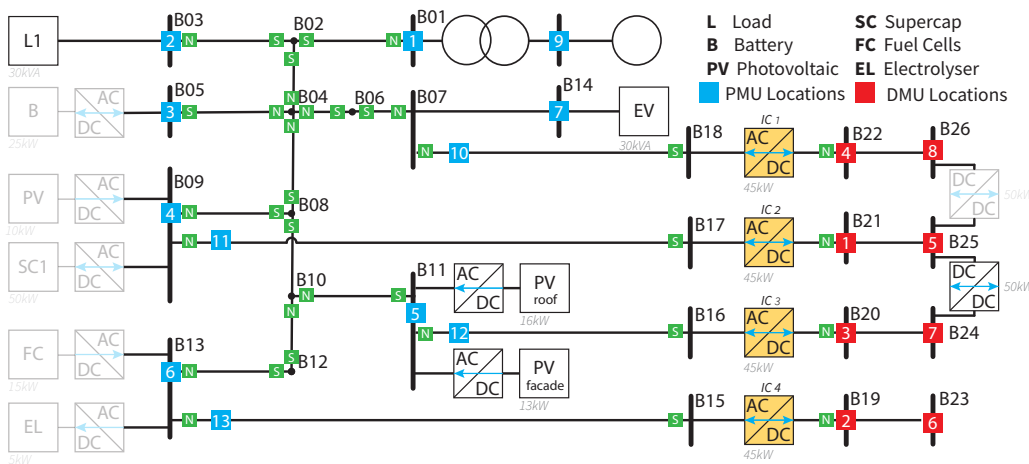 L1
30kVA
B03
2
N
S
B02
S
S
B01
1
9
L Load
B Battery
PV Photovoltaic
PMU Locations
SC Supercap
FC Fuel Cells
EL Electrolyser
DMU Locations
B
25kW
AC
DC
B05
3
S
N
N
B04
N
N
S
B06
S
N
B07
B14
7
EV
30kVA
N
10
S
B18
IC 1
AC
DC
45kW
N
B22
4
B26
8
DC
DC
50kW
PV
10kW
AC
DC
B09
4
N
S
S
B08
S
SC1
50kW
AC
DC
N
11
S
B17
IC 2
AC
DC
45kW
N
B21
1
5
B25
DC
DC
50kW
B10
N
N
S
B11
5
AC
DC
PV
roof
16kW
N
12
S
B16
IC 3
AC
DC
45kW
N
B20
3
7
B24
FC
15kW
AC
DC
B13
6
N
S
S
B12
AC
DC
PV
facade
13kW
EL
5kW
AC
DC
N
13
S
B15
IC 4
AC
DC
45kW
N
B19
2
B23
6